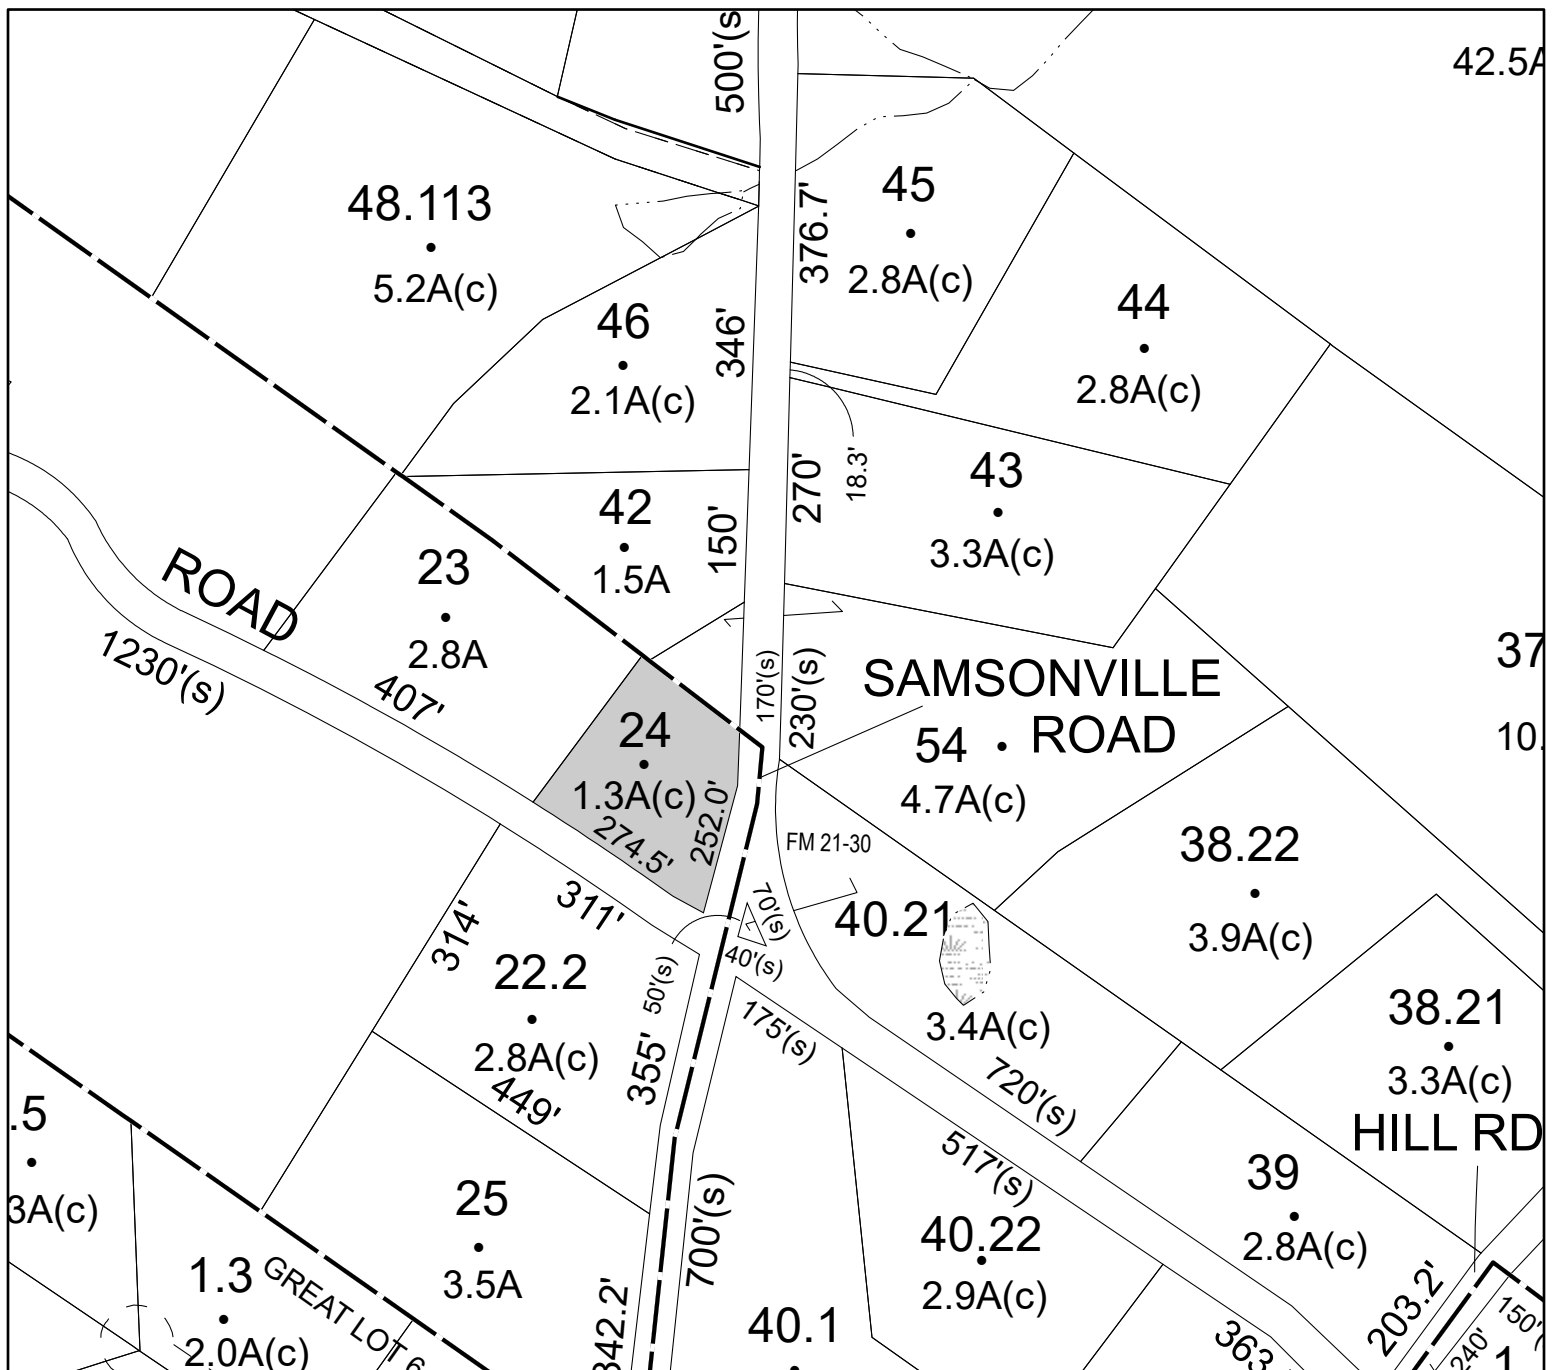 500'(s
42.5A
48.113
5.2A(c)
45
2.8A(c)
376.7'
46
2.1A(c)
346'
44
2.8A(c)
43
3.3A(c)
270'
18.3'
42
1.5A
150'
ROAD
1230'(s)
23
2.8A
407'
170'(s)
230'(s)
SAMSONVILLE
ROAD
37
10.
24
1.3A(c)
274.5'
252.0'
54
4.7A(c)
FM 21-30
38.22
3.9A(c)
311'
314'
22.2
2.8A(c)
50'(s)
70'(s)
40'(s)
40.21
3.4A(c)
175'(s)
355'
449'
38.21
3.3A(c)
HILL RD
720'(s)
517'(s)
.5
3A(c)
25
3.5A
700'(s)
342.2'
39
2.8A(c)
40.22
2.9A(c)
1.3
2.0A(c)
GREAT LOT 6
40.1
363.
203.2'
150'(
240'
1